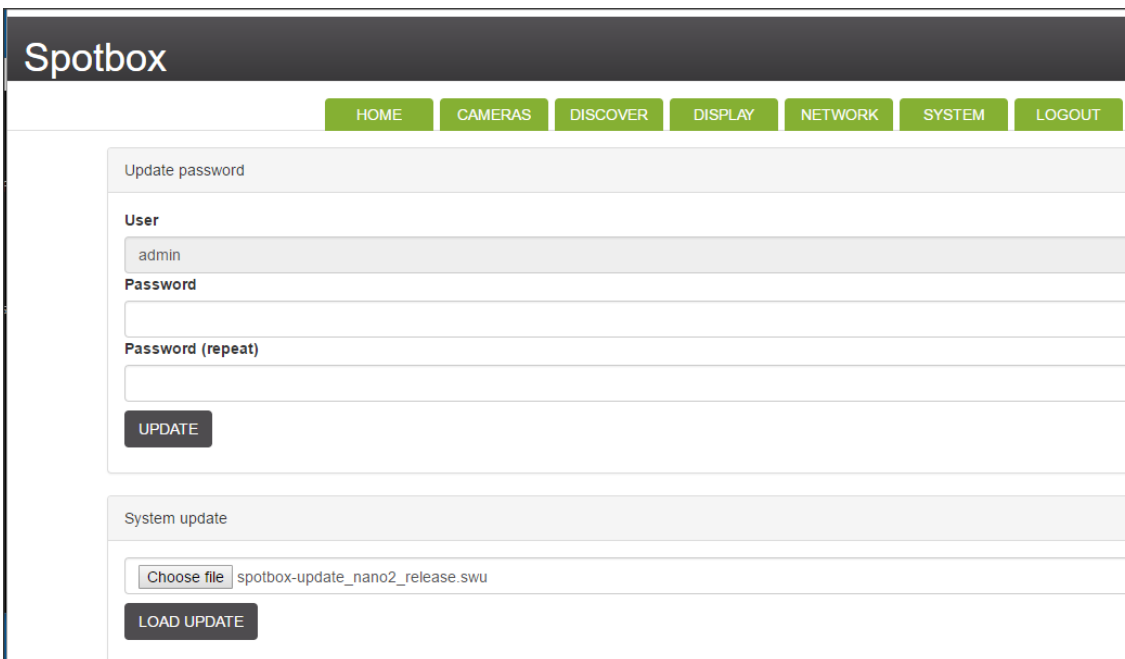 Spotbox
HOME CAMERAS DISCOVER DISPLAY NETWORK SYSTEM LOGOUT
Update password
User
admin
Password
Password (repeat)
UPDATE
System update
Choose file spotbox-update_nano2_release.swu
LOAD UPDATE